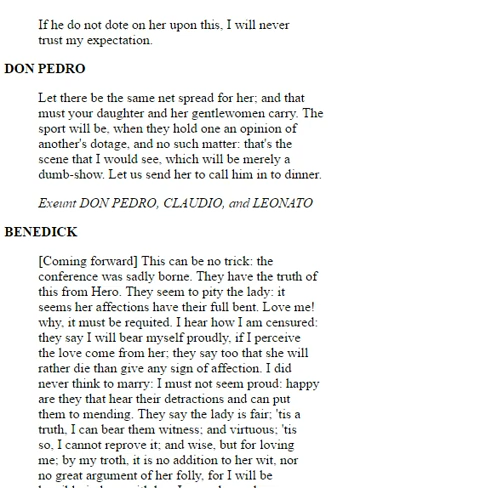 If he do not dote on her upon this, I will never
trust my expectation.
DON PEDRO
Let there be the same net spread for her; and that
must your daughter and her gentlewomen carry. The
sport will be, when they hold one an opinion of
another's dotage, and no such matter: that's the
scene that I would see, which will be merely a
dumb-show. Let us send her to call him in to dinner.
Exeunt DON PEDRO, CLAUDIO, and LEONATO
BENEDICK
[Coming forward] This can be no trick: the
conference was sadly borne. They have the truth of
this from Hero. They seem to pity the lady: it
seems her affections have their full bent. Love me!
why, it must be requited. I hear how I am censured:
they say I will bear myself proudly, if I perceive
the love come from her; they say too that she will
rather die than give any sign of affection. I did
never think to marry: I must not seem proud: happy
are they that hear their detractions and can put
them to mending. They say the lady is fair; 'tis a
truth, I can bear them witness; and virtuous; 'tis
so, I cannot reprove it; and wise, but for loving
me; by my troth, it is no addition to her wit, nor
no great argument of her folly, for I will be